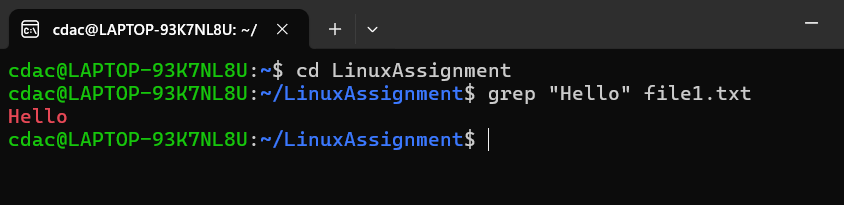 cdac@LAPTOP-93K7NL8U: ~/
cdac@LAPTOP-93K7NL8U:~$ cd LinuxAssignment
cdac@LAPTOP-93K7NL8U:~/LinuxAssignment$ grep "Hello" file1.txt
Hello
cdac@LAPTOP-93K7NL8U:~/LinuxAssignment$